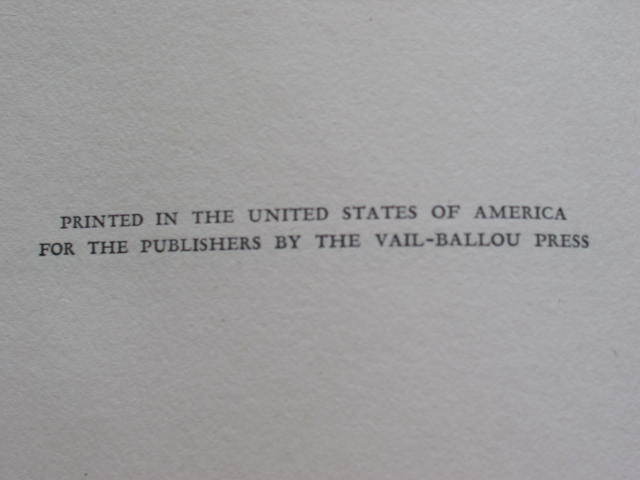 PRINTED IN THE UNITED STATES OF AMERICA
FOR THE PUBLISHERS BY THE VAIL-BALLOU PRESS